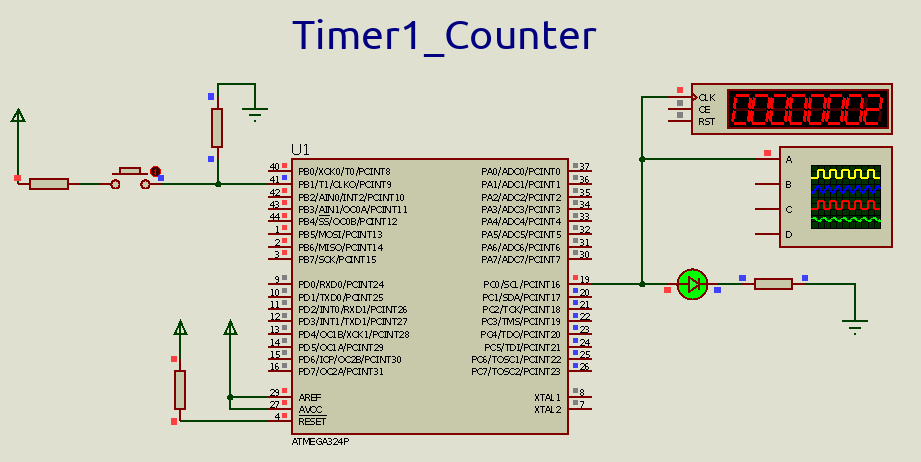 Timer1_Counter
U1
40 PB0/XCK0/T0/PCINT8
41 PB1/T1/CLKO/PCINT9
42 PB2/AIN0/INT2/PCINT10
43 PB3/AIN1/OC0A/PCINT11
44 PB4/SS/OC0B/PCINT12
1 PB5/MOSI/PCINT13
2 PB6/MISO/PCINT14
3 PB7/SCK/PCINT15
9 PD0/RXD0/PCINT24
10 PD1/TXD0/PCINT25
11 PD2/INT0/RXD1/PCINT26
12 PD3/INT1/TXD1/PCINT27
13 PD4/OC1B/XCK1/PCINT28
14 PD5/OC1A/PCINT29
15 PD6/ICP/OC2B/PCINT30
16 PD7/OC2A/PCINT31
29 AREF
27 AVCC
4 RESET
PA0/ADC0/PCINT0 37
PA1/ADC1/PCINT1 36
PA2/ADC2/PCINT2 35
PA3/ADC3/PCINT3 34
PA4/ADC4/PCINT4 33
PA5/ADC5/PCINT5 32
PA6/ADC6/PCINT6 31
PA7/ADC7/PCINT7 30
PC0/SCL/PCINT16 19
PC1/SDA/PCINT17 20
PC2/TCK/PCINT18 21
PC3/TMS/PCINT19 22
PC4/TDO/PCINT20 23
PC5/TDI/PCINT21 24
PC6/TOSC1/PCINT22 25
PC7/TOSC2/PCINT23 26
XTAL1 8
XTAL2 7
ATMEGA324P
CLK
CE
RST
0000002
A
B
C
D